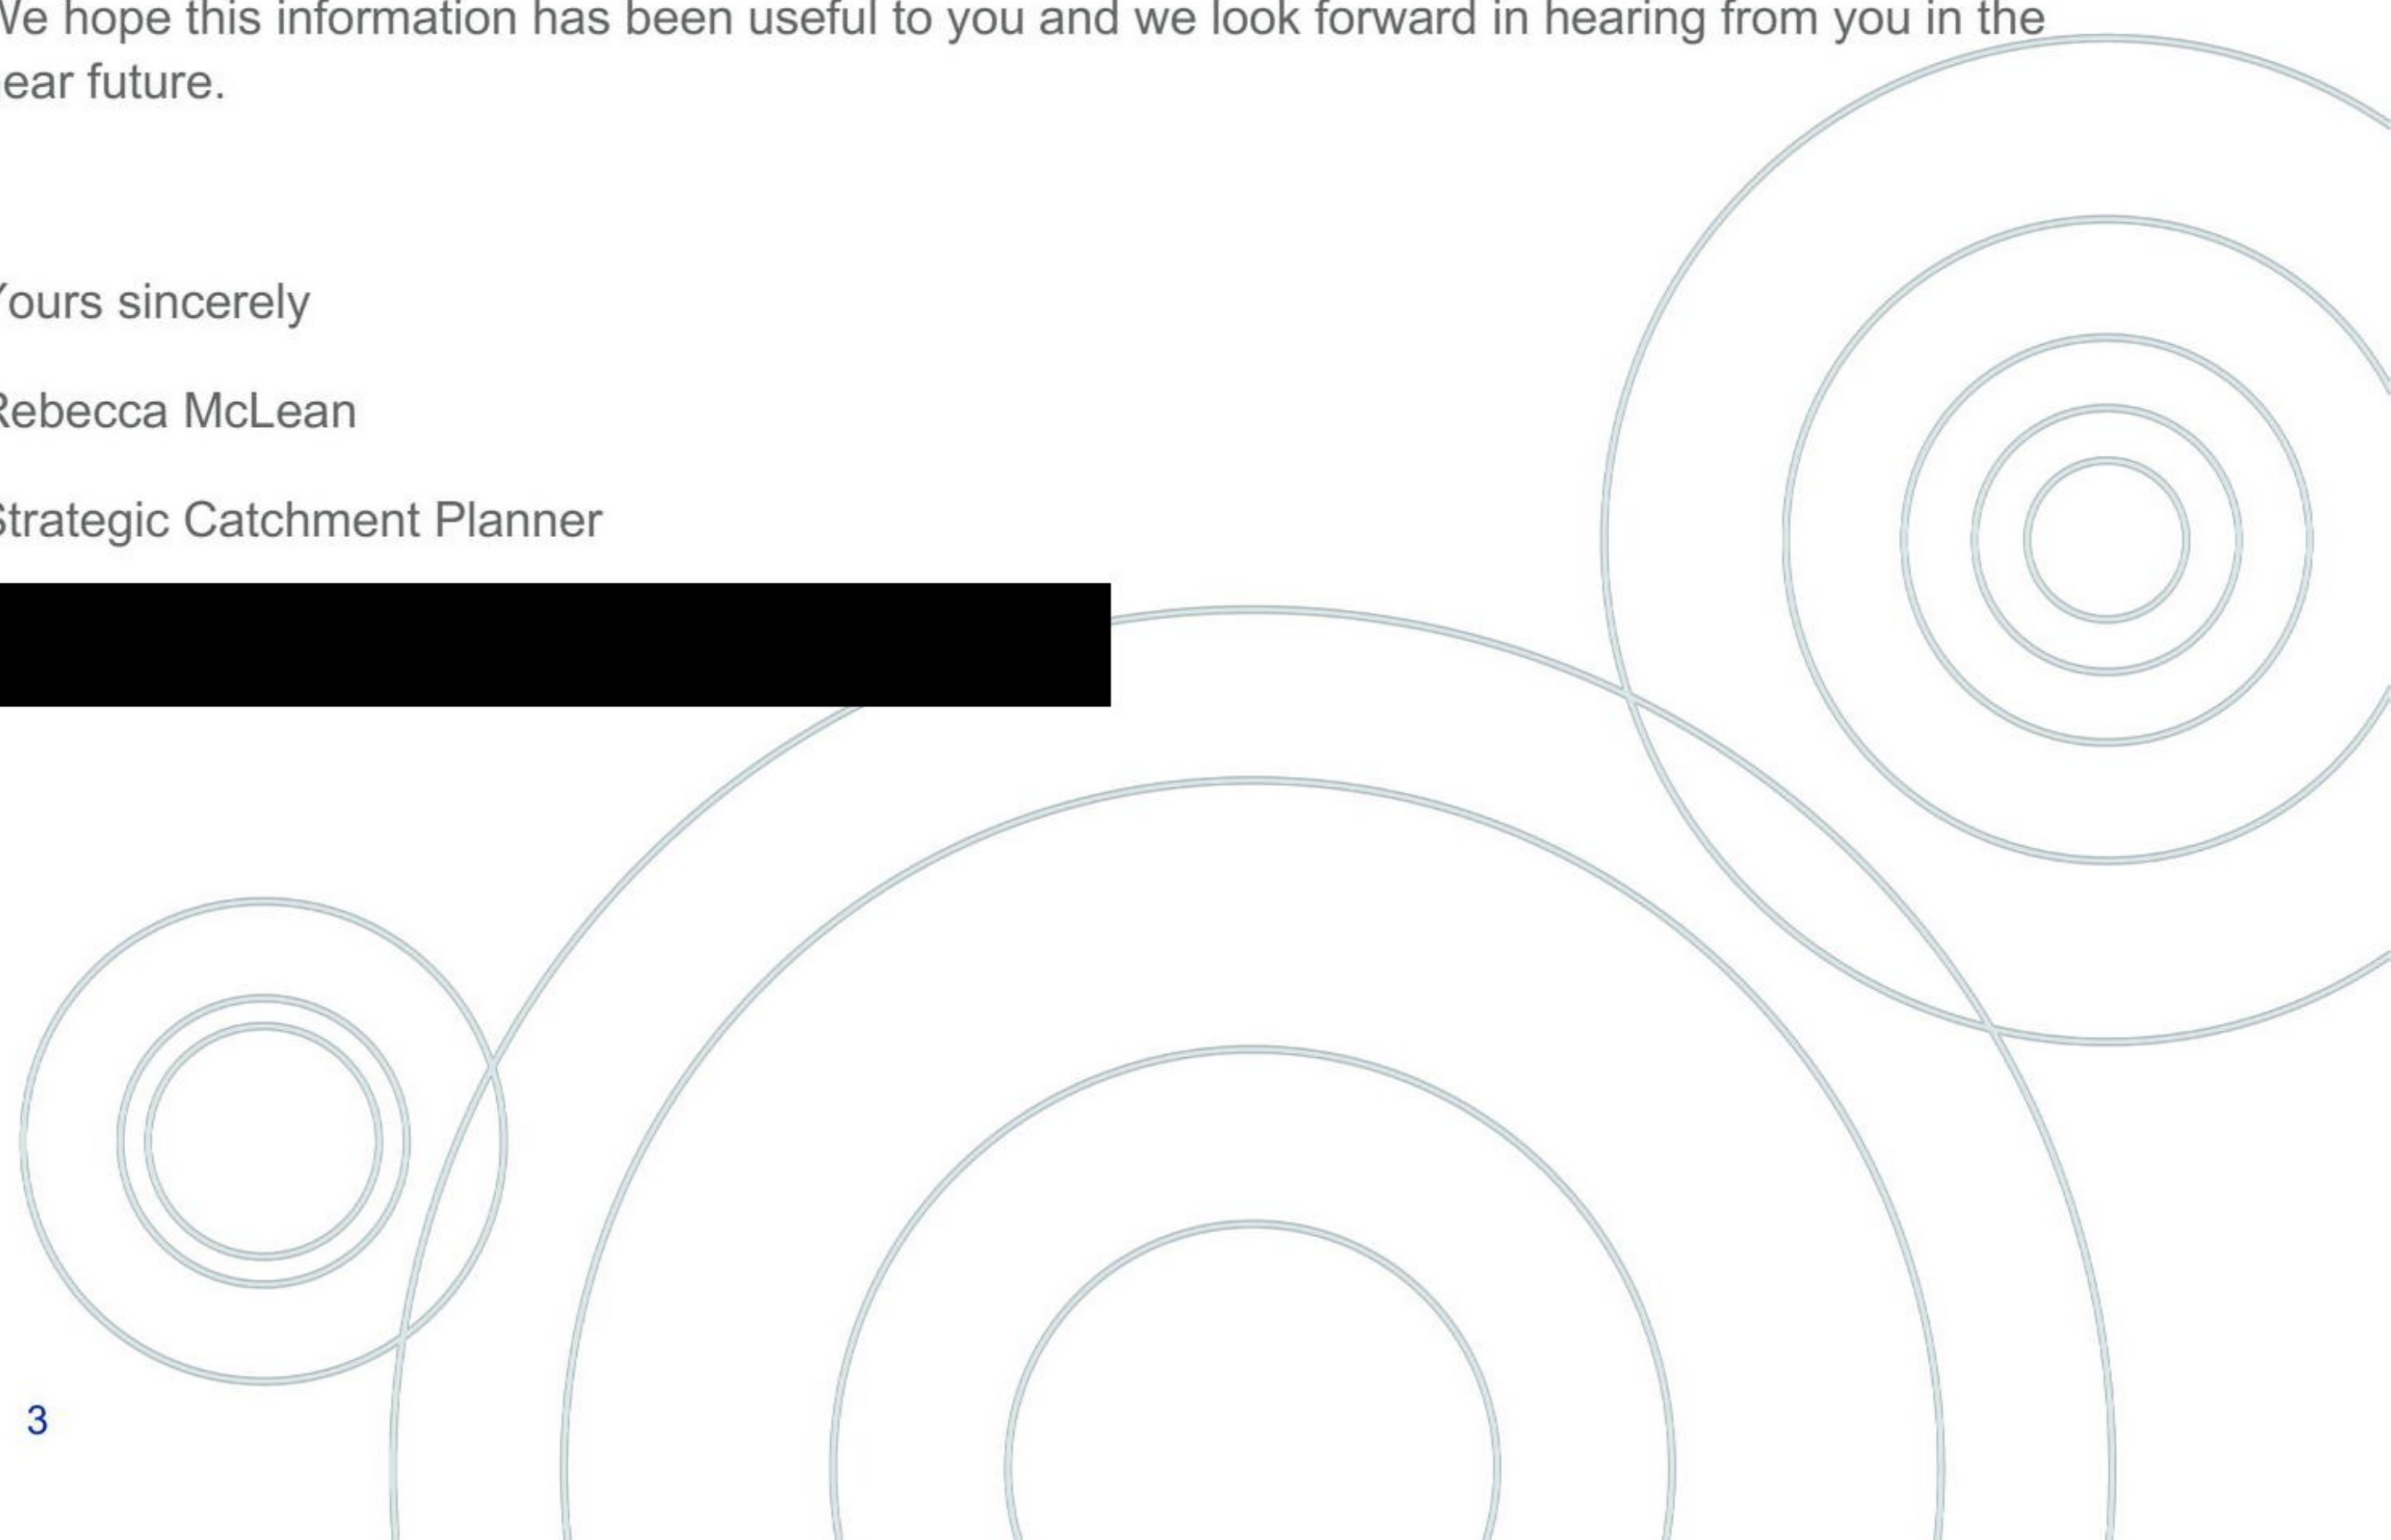 We hope this information has been useful to you and we look forward in hearing from you in the
ear future.
Yours sincerely
Rebecca McLean
Strategic Catchment Planner
3